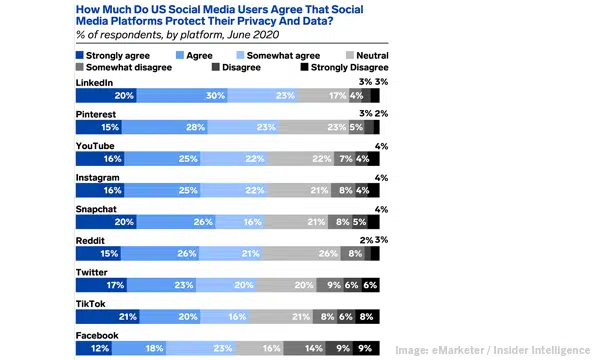 How Much Do US Social Media Users Agree That Social
Media Platforms Protect Their Privacy And Data?
% of respondents, by platform, June 2020
Strongly agree Agree Somewhat agree Neutral
Somewhat disagree Disagree Strongly Disagree
LinkedIn 3% 3%
20% 30% 23% 17% 4%
Pinterest 3% 2%
15% 28% 23% 23% 5%
YouTube 4%
16% 25% 22% 22% 7% 4%
Instagram 4%
16% 25% 22% 21% 8% 4%
Snapchat 4%
20% 26% 16% 21% 8% 5%
Reddit 2% 3%
15% 26% 21% 26% 8%
Twitter
17% 23% 20% 20% 9% 6% 6%
TikTok
21% 20% 16% 21% 8% 6% 8%
Facebook
12% 18% 23% 16% 14% 9% 9%
Image: eMarketer / Insider Intelligence